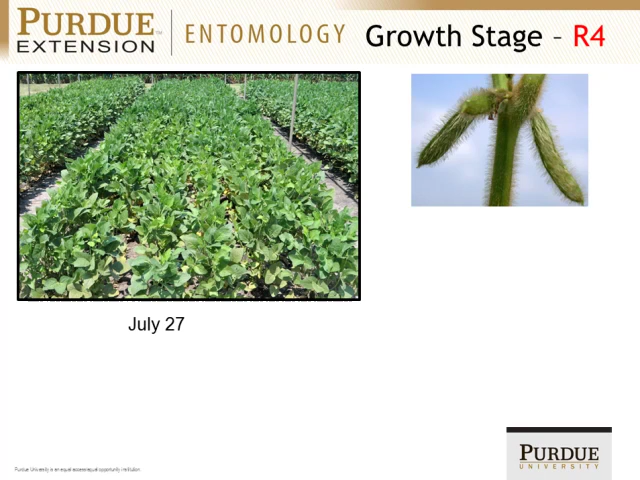 PURDUE
EXTENSION
ENTOMOLOGY
Growth Stage – R4
July 27
Purdue University is an equal access/equal opportunity institution.
PURDUE
UNIVERSITY